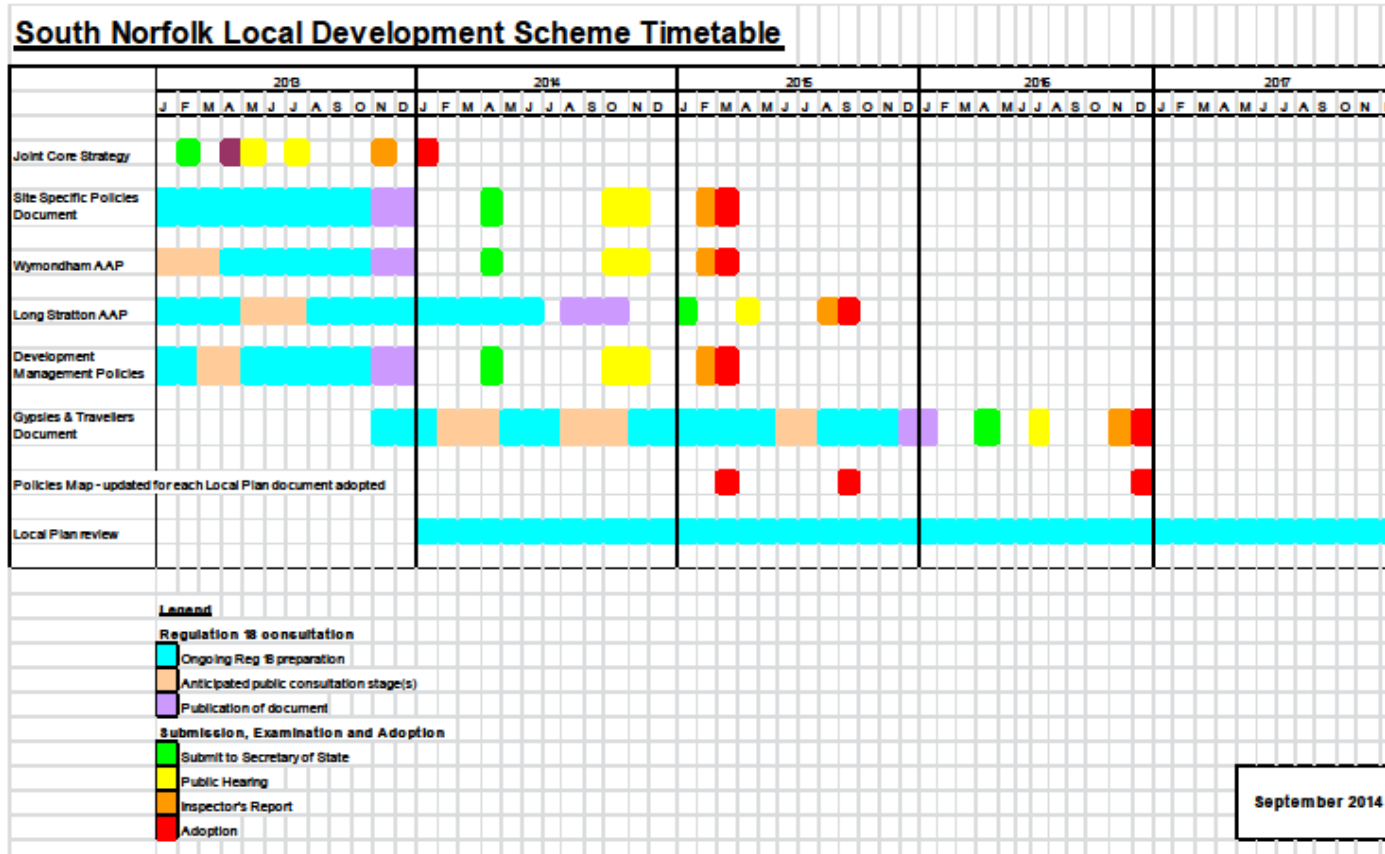 South Norfolk Local Development Scheme Timetable
2013 2014 2015 2016 2017
J F M A M J J A S O N D J F M A M J J A S O N D J F M A M J J A S O N D J F M A M J J A S O N D J F M A M J J A S O N
Joint Core Strategy
Site Specific Policies
Document
Wymondham AAP
Long Stratton AAP
Development
Management Policies
Gypsies & Travellers
Document
Policies Map - updated for each Local Plan document adopted
Local Plan review
Legend
Regulation 18 consultation
Ongoing Reg 18 preparation
Anticipated public consultation stage(s)
Publication of document
Submission, Examination and Adoption
Submit to Secretary of State
Public Hearing
Inspector's Report
Adoption
September 2014